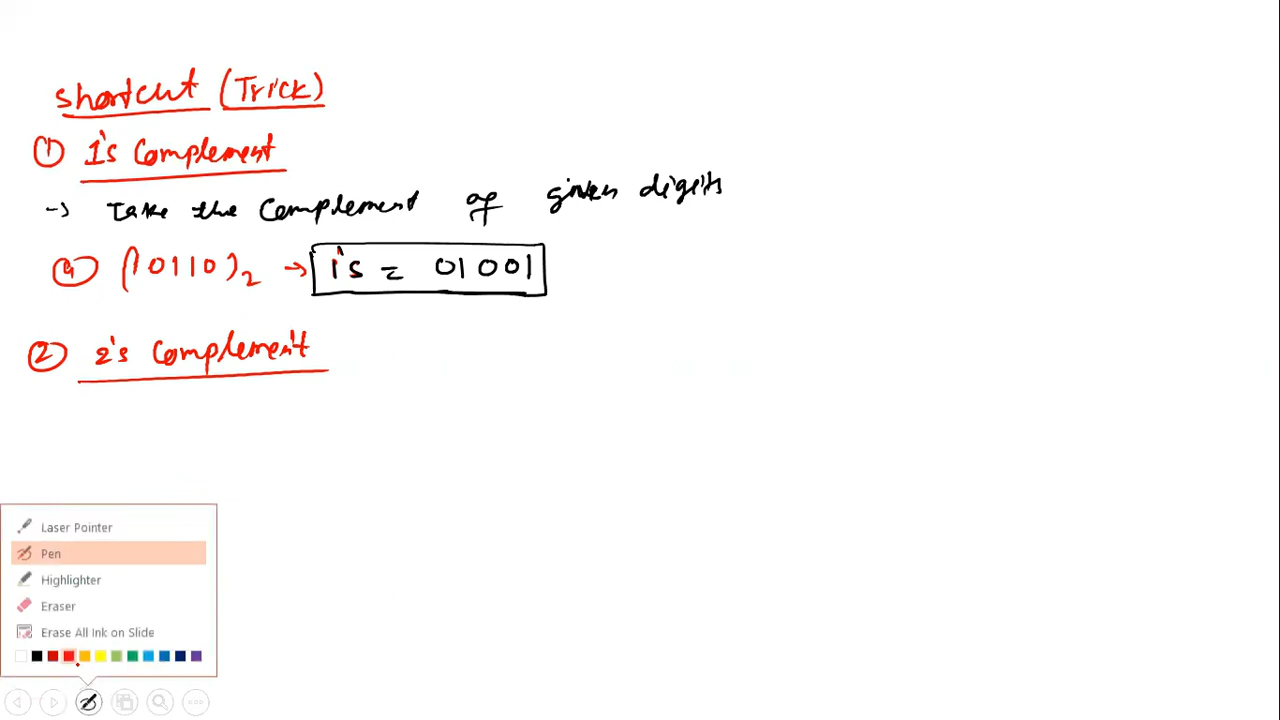 shortcut (Trick)
① 1's Complement
→ Take the Complement of given digits
ⓐ (10110)2 → 1's = 01001
② 2's Complement
Laser Pointer
Pen
Highlighter
Eraser
Erase All Ink on Slide